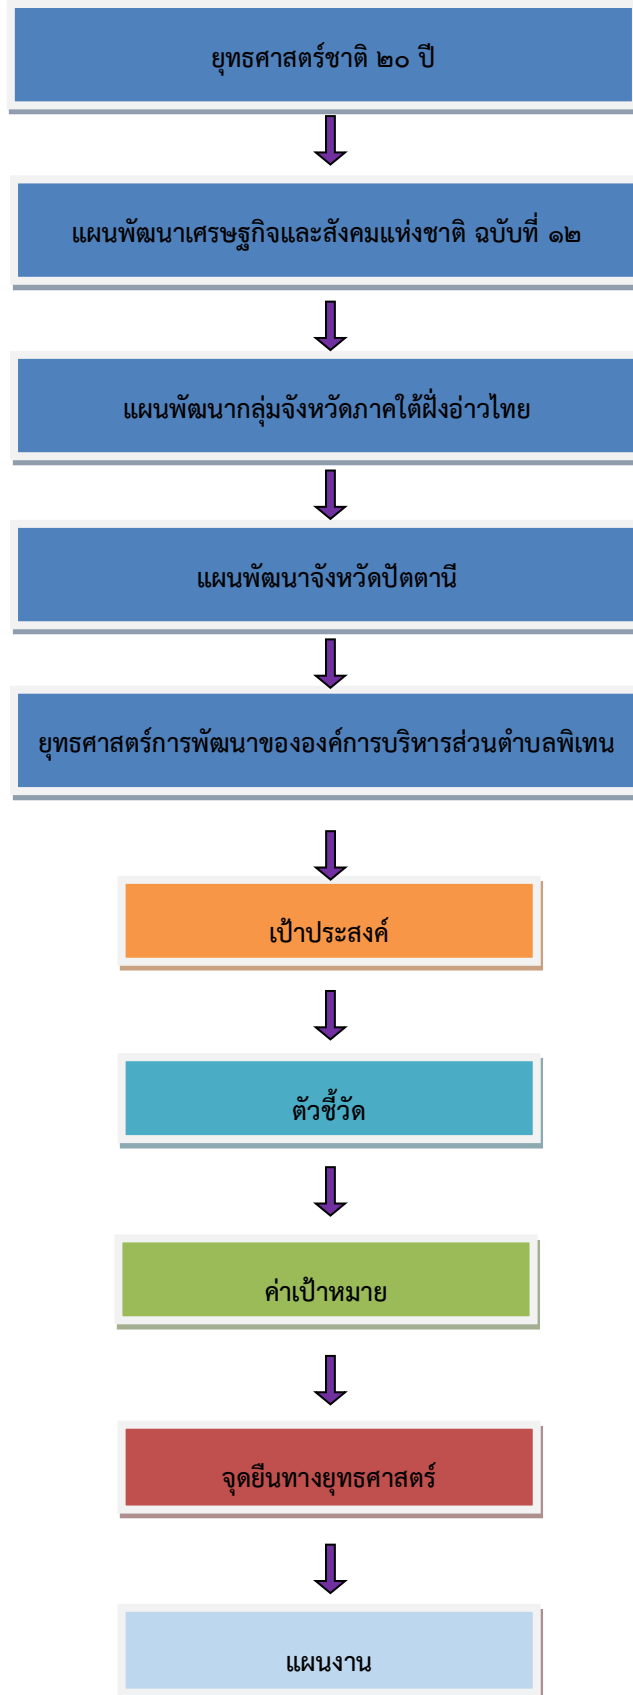 ยุทธศาสตร์ชาติ ๒๐ ปี
แผนพัฒนาเศรษฐกิจและสังคมแห่งชาติ ฉบับที่ ๑๒
แผนพัฒนากลุ่มจังหวัดภาคใต้ฝั่งอ่าวไทย
แผนพัฒนาจังหวัดปัตตานี
ยุทธศาสตร์การพัฒนาขององค์การบริหารส่วนตำบลพิเทน
เป้าประสงค์
ตัวชี้วัด
ค่าเป้าหมาย
จุดยืนทางยุทธศาสตร์
แผนงาน